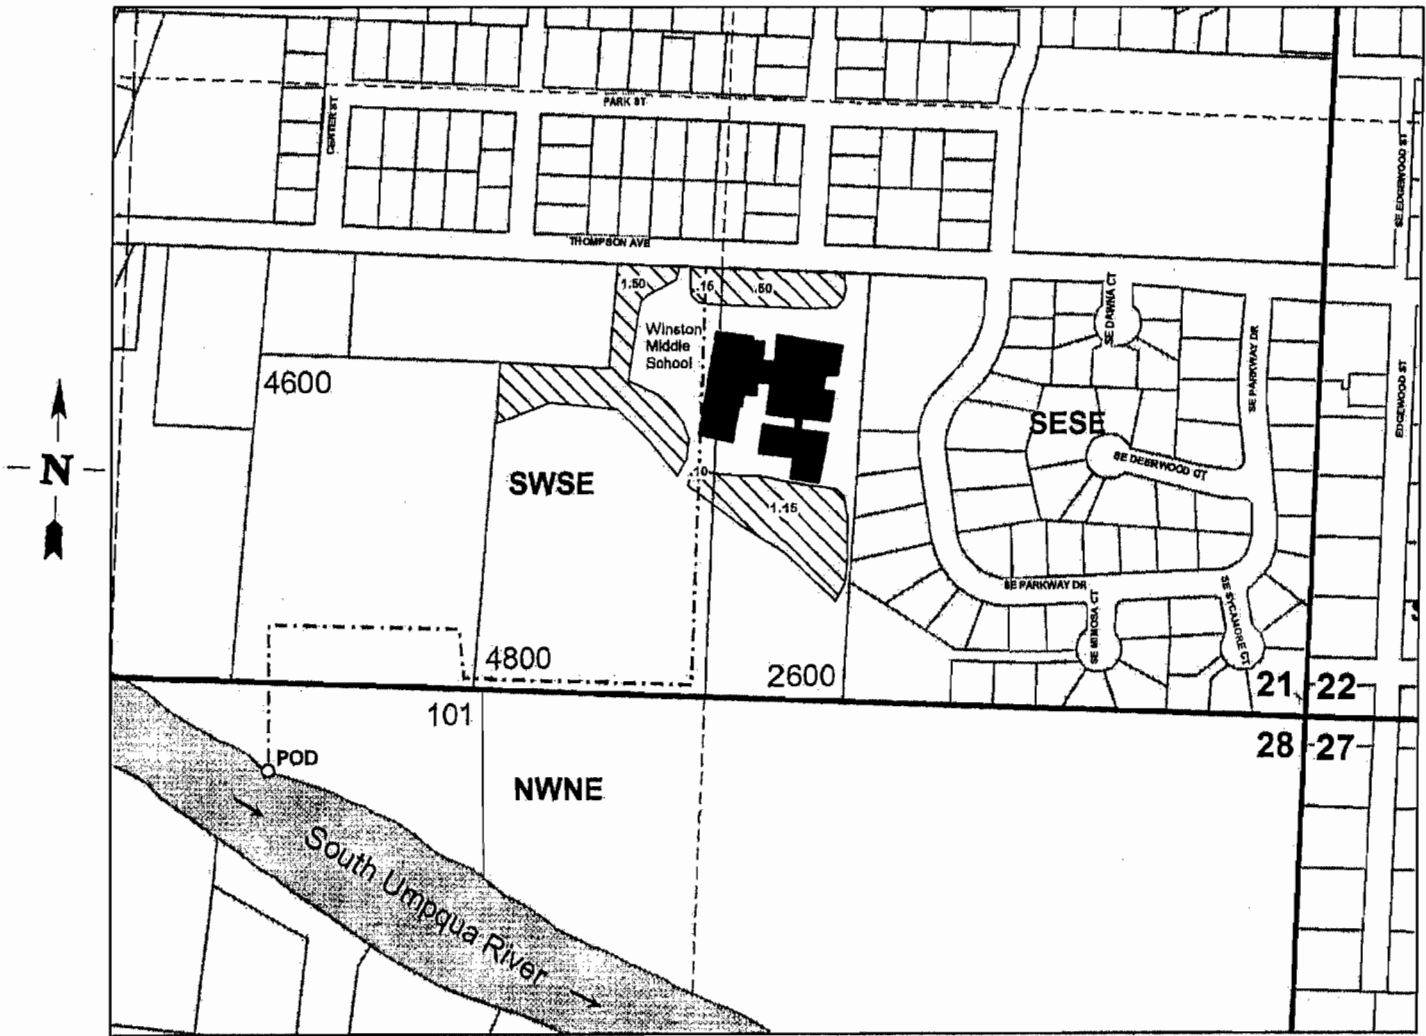 PARK ST
CENTER ST
SE EDGEWOOD ST
THOMPSON AVE
1.50
.15
.50
SE DAWNA CT
Winston
Middle
School
SE PARKWAY DR
EDGEWOOD ST
4600
SESE
SE DEERWOOD CT
N
SWSE
.10
1.15
SE PARKWAY DR
SE MIMOSA CT
SE SYCAMORE CT
4800
2600
21
22
101
28
27
POD
NWNE
South Umpqua River